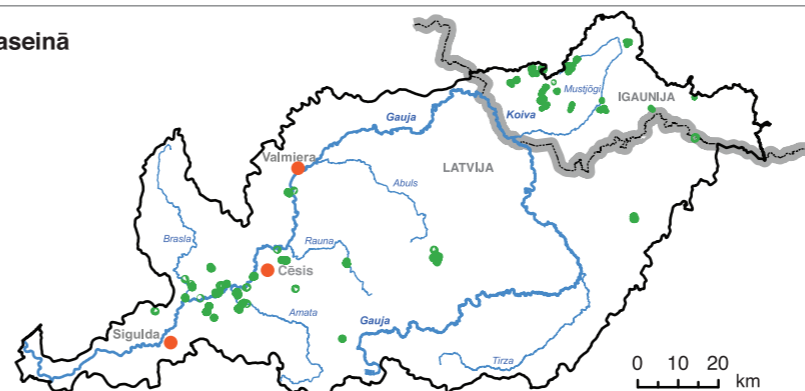 aseinā
Mustjõgi
IGAUNIJA
Gauja
Koiva
Valmiera
LATVIJA
Abuls
Brasla
Rauna
Cēsis
Amata
Gauja
Sigulda
Tirza
0 10 20
km